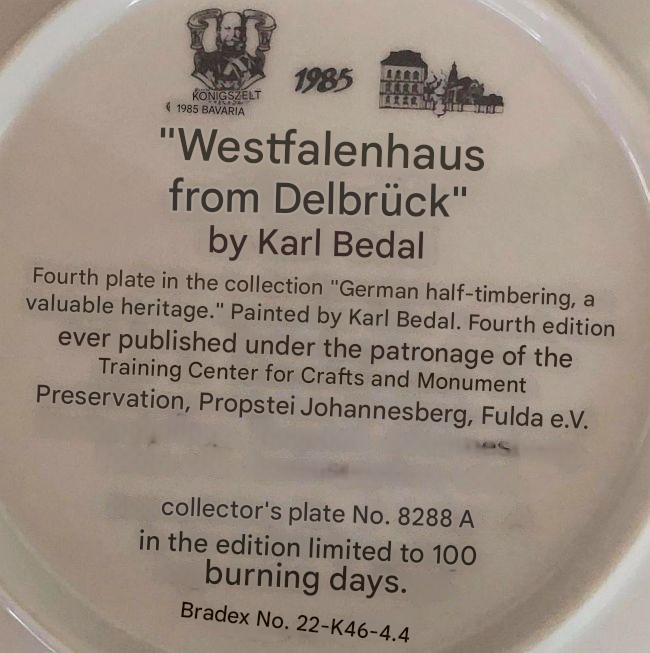 KÖNIGSZELT
1985 BAVARIA
1985
"Westfalenhaus
from Delbrück"
by Karl Bedal
Fourth plate in the collection "German half-timbering, a
valuable heritage." Painted by Karl Bedal. Fourth edition
ever published under the patronage of the
Training Center for Crafts and Monument
Preservation, Propstei Johannesberg, Fulda e.V.
collector's plate No. 8288 A
in the edition limited to 100
burning days.
Bradex No. 22-K46-4.4